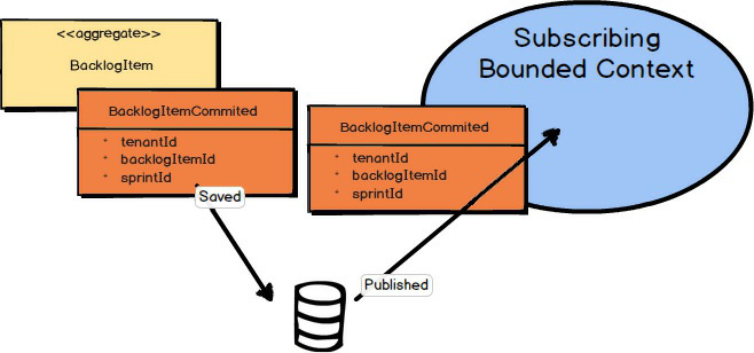 <<aggregate>>
BacklogItem
BacklogItemCommited
* tenantId
* backlogItemId
* sprintId
Saved
BacklogItemCommited
* tenantId
* backlogItemId
* sprintId
Published
Subscribing
Bounded Context